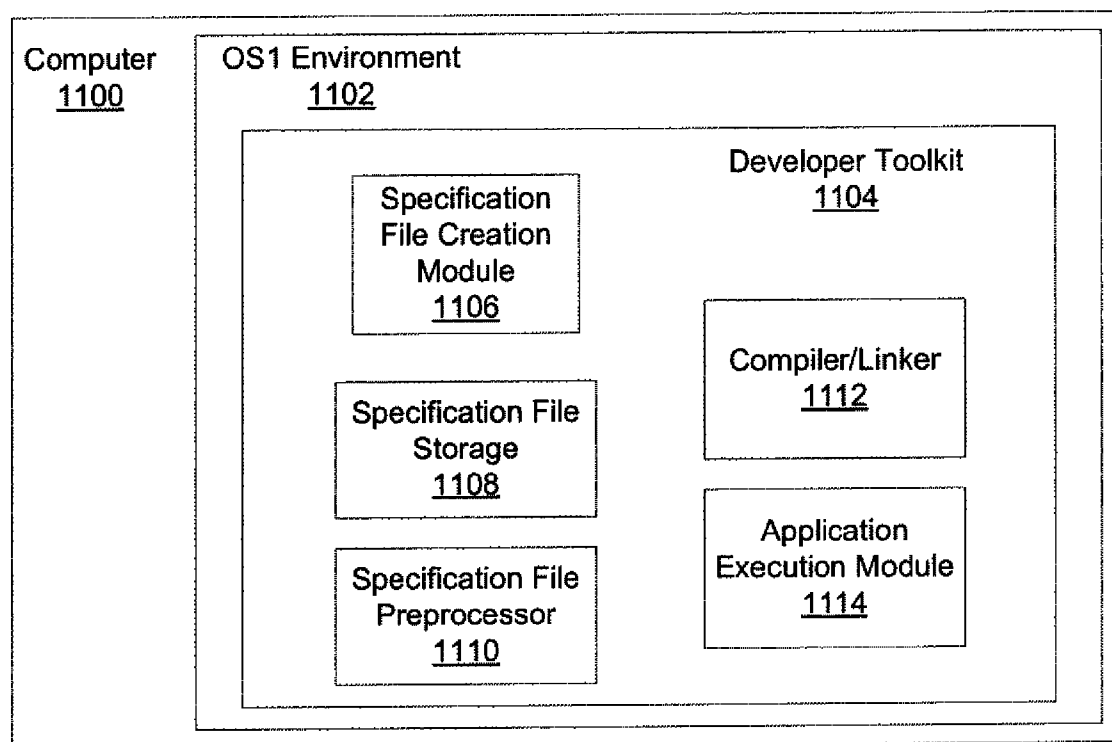 Computer
1100
OS1 Environment
1102
Developer Toolkit
1104
Specification
File Creation
Module
1106
Specification File
Storage
1108
Specification File
Preprocessor
1110
Compiler/Linker
1112
Application
Execution Module
1114